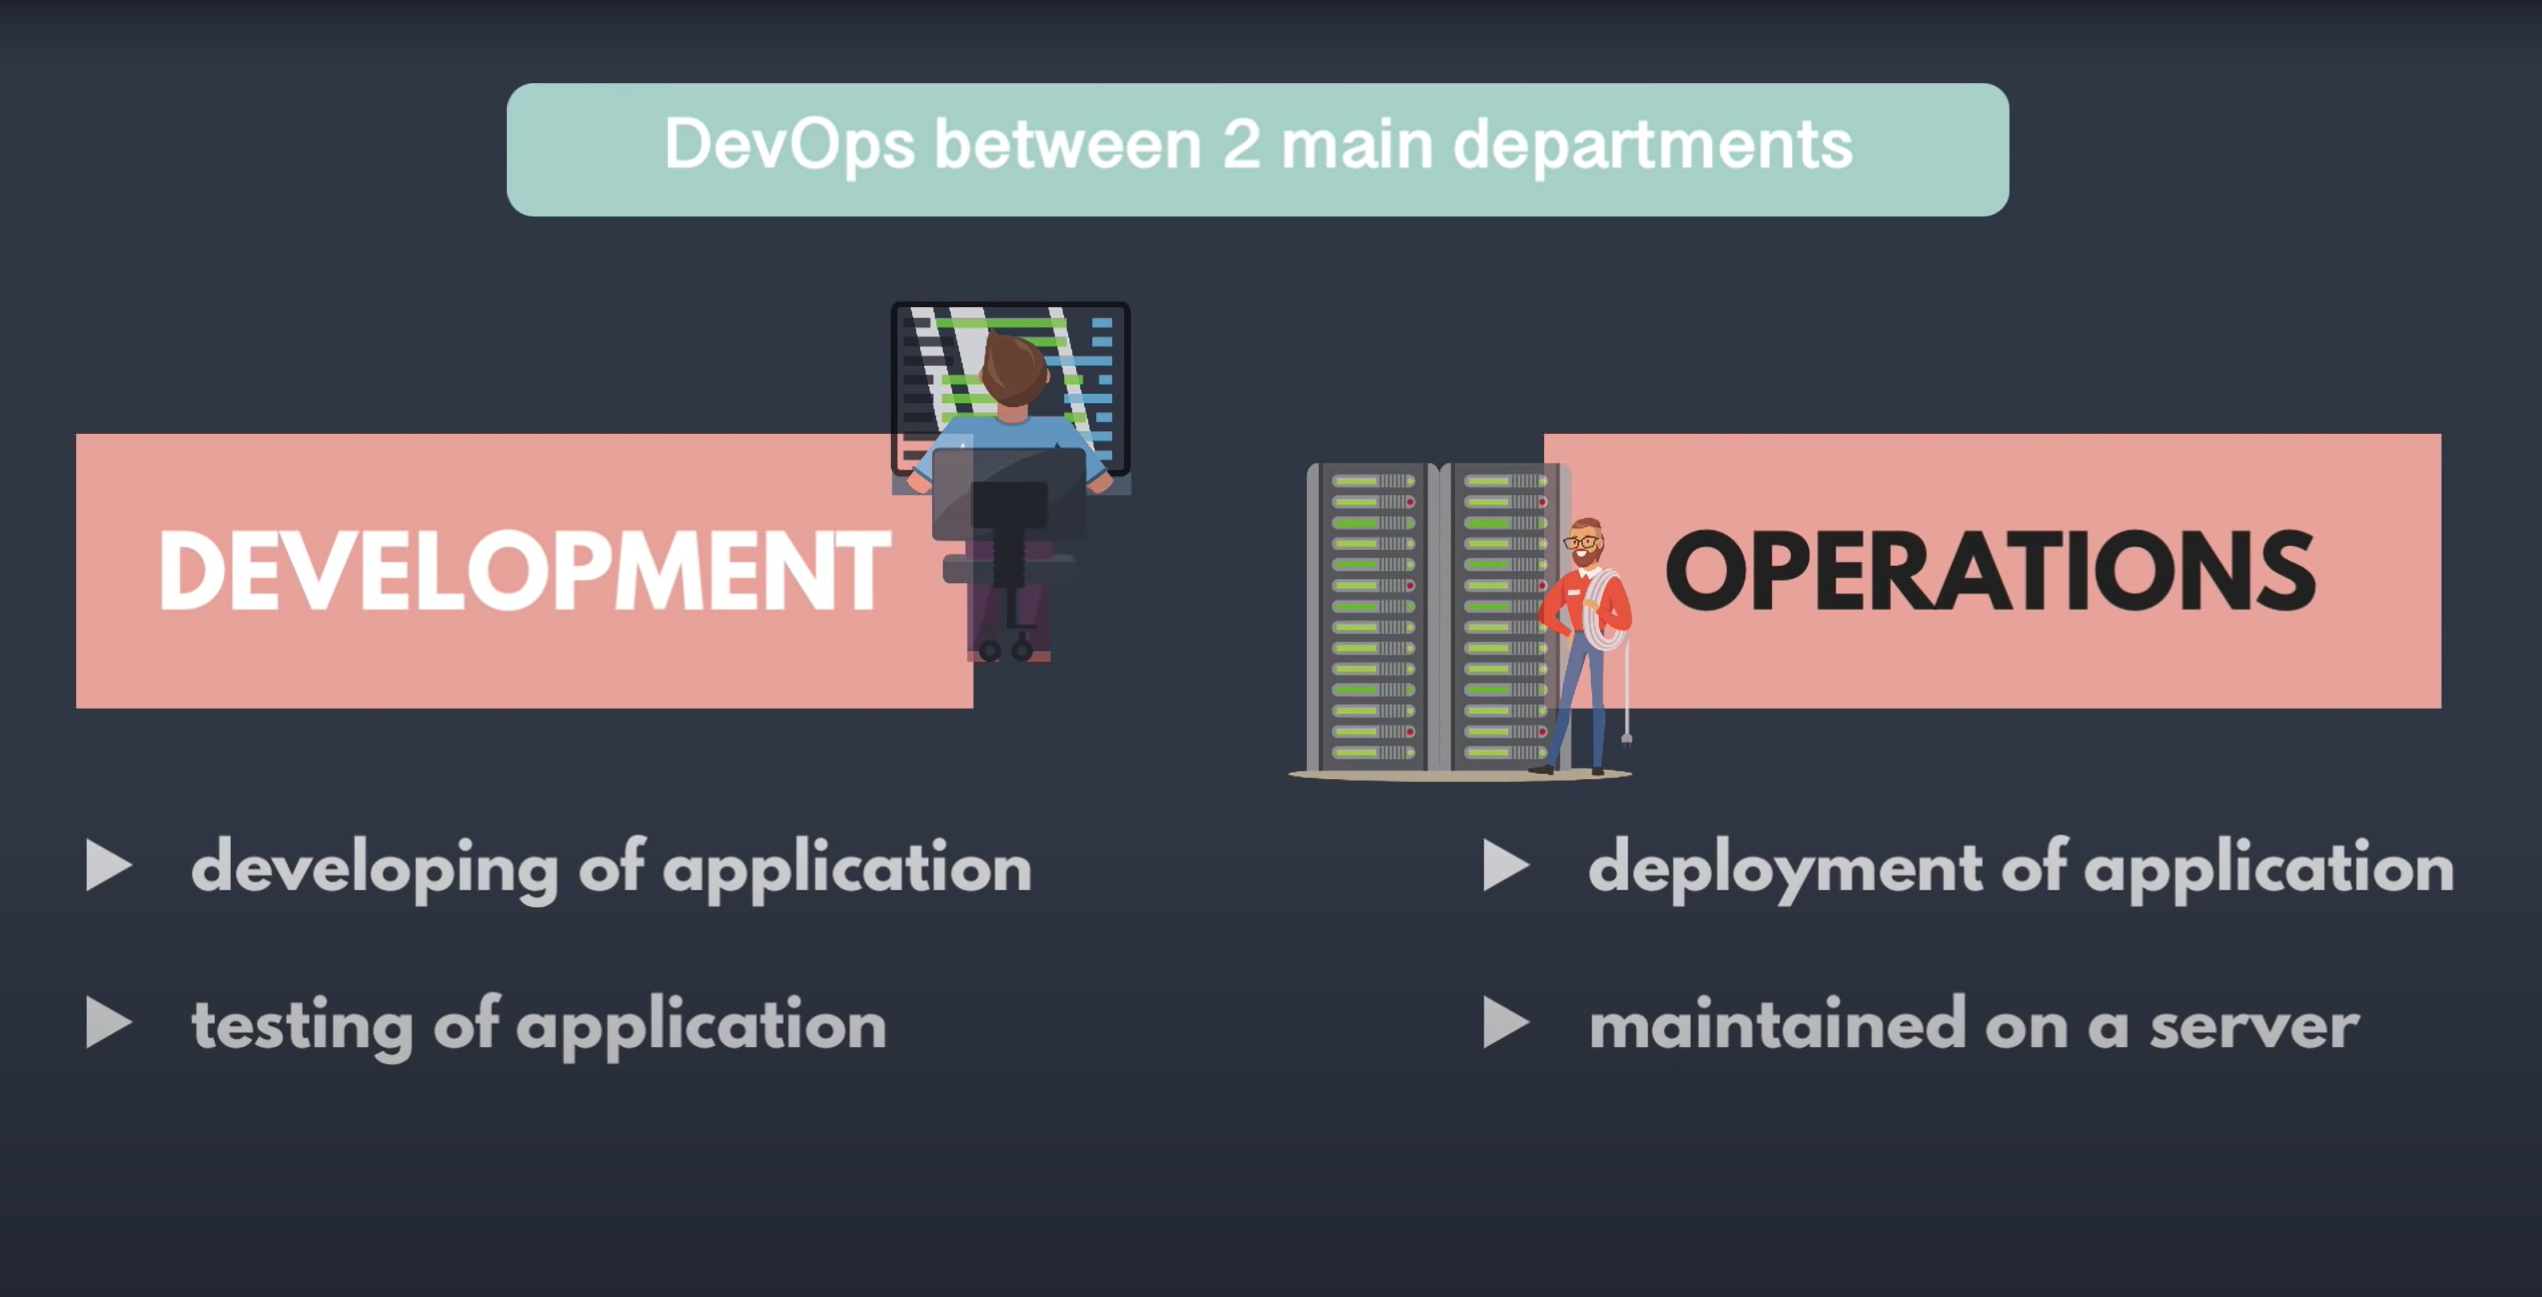 DevOps between 2 main departments
DEVELOPMENT
developing of application
testing of application
OPERATIONS
deployment of application
maintained on a server